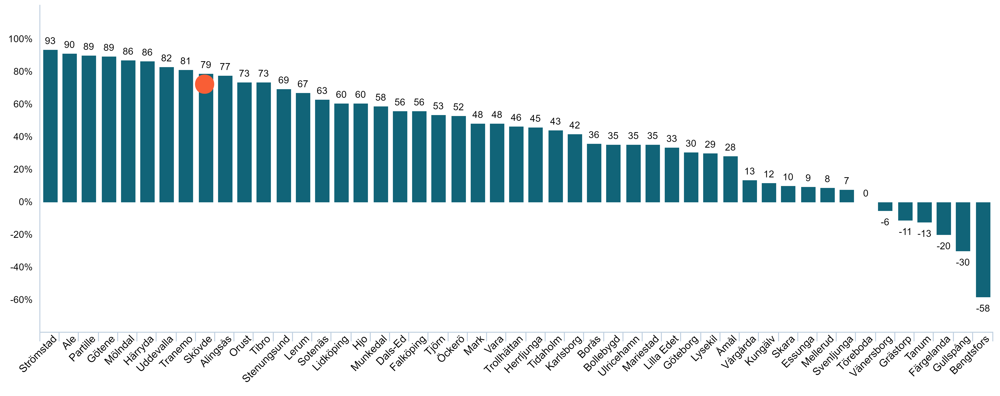 100%
80%
60%
40%
20%
0%
-20%
-40%
-60%
93
90
89
89
86
86
82
81
79
77
73
73
69
67
63
60
60
58
56
56
53
52
48
48
46
45
43
42
36
35
35
35
33
30
29
28
13
12
10
9
8
7
0
-6
-11
-13
-20
-30
-58
Strömstad
Ale
Partille
Götene
Mölndal
Härryda
Uddevalla
Tranemo
Skövde
Alingsås
Orust
Tibro
Stenungsund
Lerum
Sotenäs
Lidköping
Hjo
Munkedal
Dals-Ed
Falköping
Tjörn
Öckerö
Mark
Vara
Trollhättan
Herrljunga
Tidaholm
Karlsborg
Borås
Bollebygd
Ulricehamn
Mariestad
Lilla Edet
Göteborg
Lysekil
Åmål
Vårgårda
Kungälv
Skara
Essunga
Mellerud
Svenljunga
Töreboda
Vänersborg
Grästorp
Tanum
Färgelanda
Gullspång
Bengtsfors